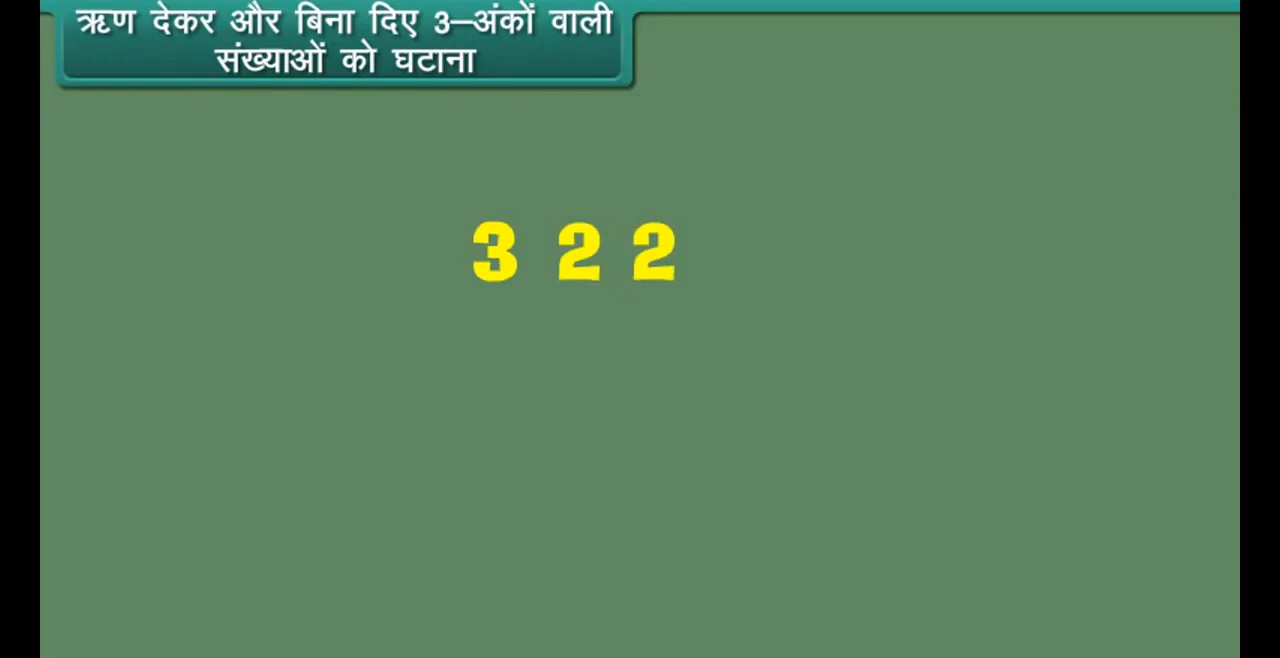 ऋण देकर और बिना दिए 3–अंकों वाली
संख्याओं को घटाना
3 2 2